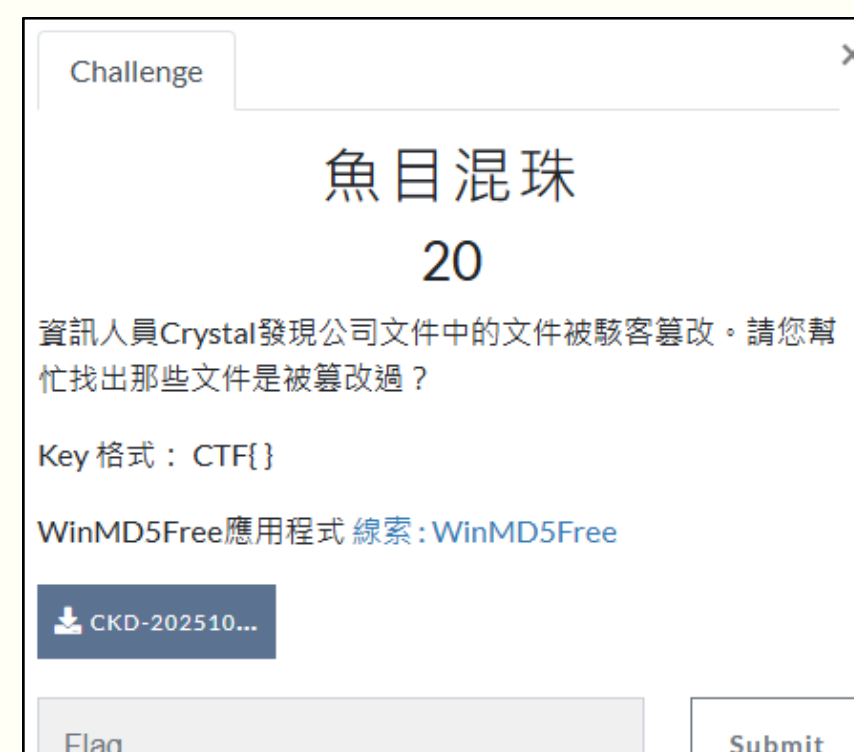 Challenge
×
魚目混珠
20
資訊人員Crystal發現公司文件中的文件被駭客篡改。請您幫
忙找出那些文件是被篡改過？
Key 格式： CTF{ }
WinMD5Free應用程式 線索 : WinMD5Free
CKD-202510...
Flag
Submit